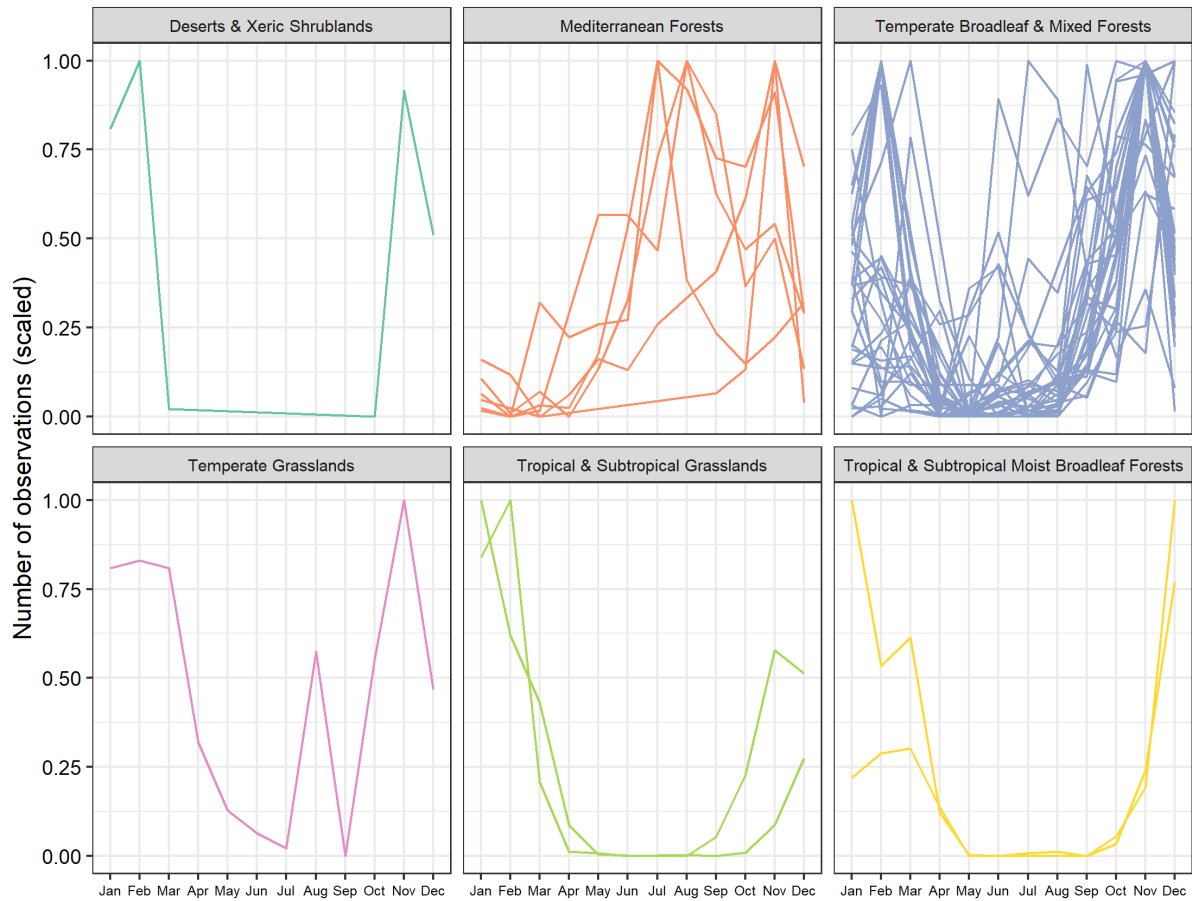 Deserts & Xeric Shrublands Mediterranean Forests Temperate Broadleaf & Mixed Forests
1.00
0.75
0.50
0.25
0.00
Number of observations (scaled)
Temperate Grasslands Tropical & Subtropical Grasslands Tropical & Subtropical Moist Broadleaf Forests
1.00
0.75
0.50
0.25
0.00
Jan Feb Mar Apr May Jun Jul Aug Sep Oct Nov Dec Jan Feb Mar Apr May Jun Jul Aug Sep Oct Nov Dec Jan Feb Mar Apr May Jun Jul Aug Sep Oct Nov Dec